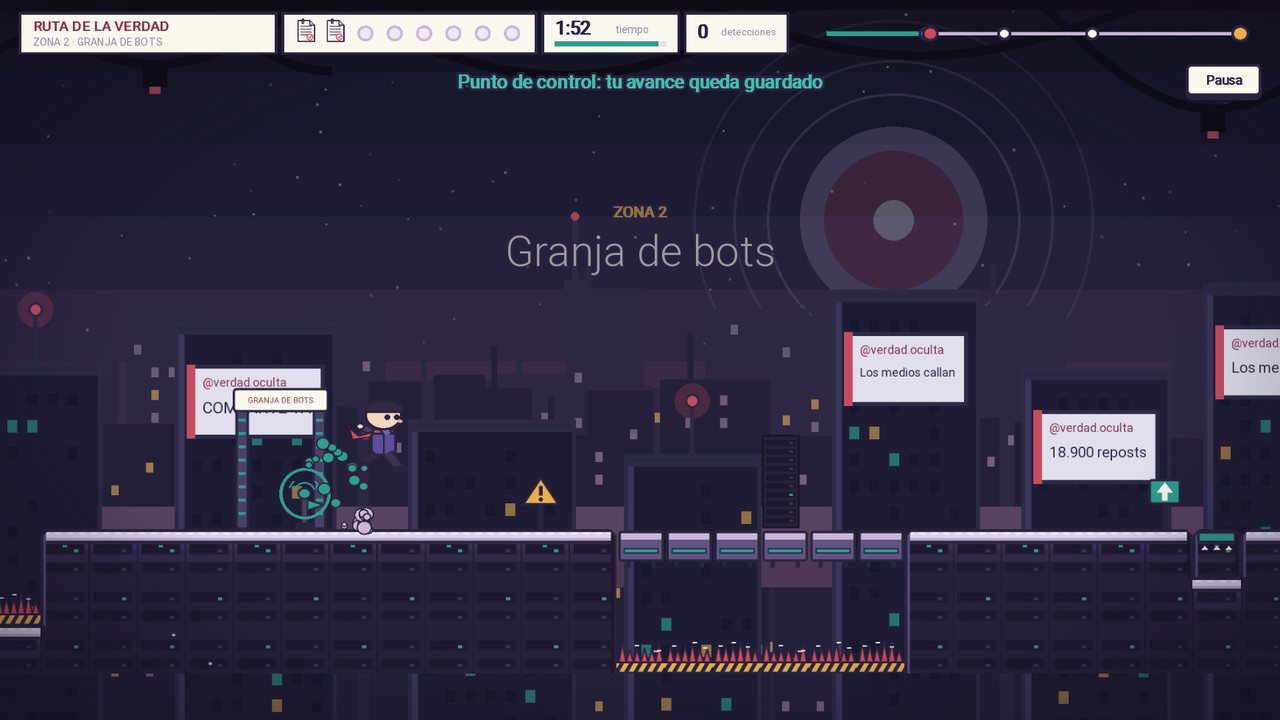 RUTA DE LA VERDAD
ZONA 2 · GRANJA DE BOTS
1:52 tiempo
0 detecciones
Punto de control: tu avance queda guardado
Pausa
ZONA 2
Granja de bots
@verdad.oculta
Los medios callan
@verdad.oculta
Los me
@verdad.oculta
GRANJA DE BOTS
@verdad.oculta
18.900 reposts